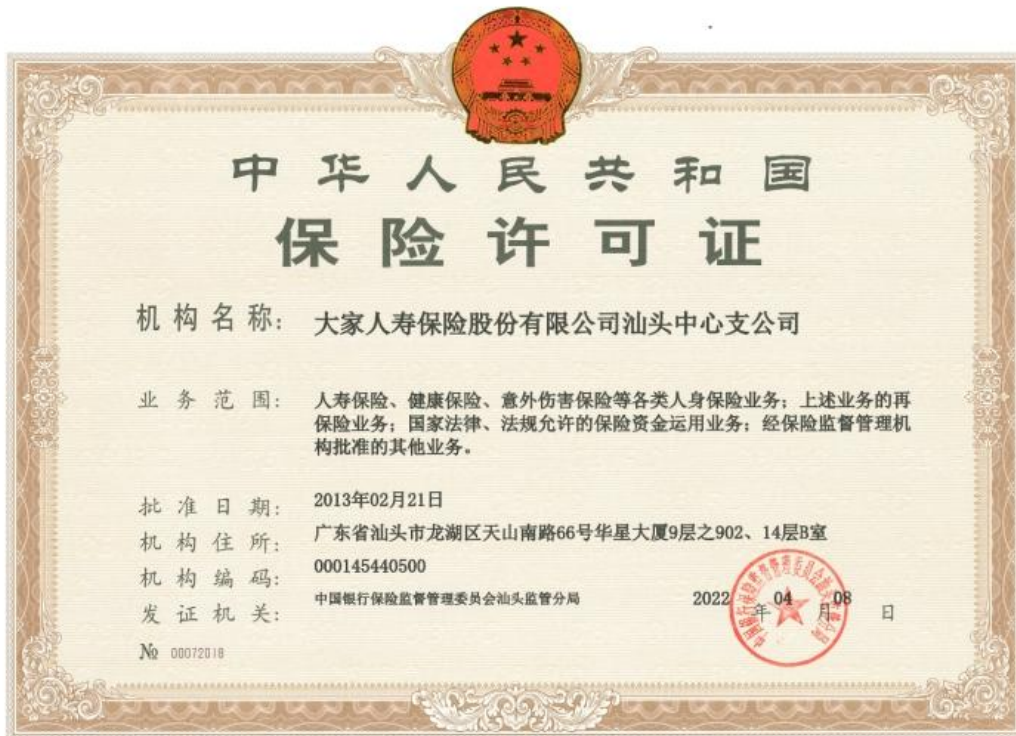 中华人民共和国
保险许可证
机构名称: 大家人寿保险股份有限公司汕头中心支公司
业务范围: 人寿保险、健康保险、意外伤害保险等各类人身保险业务；上述业务的再
保险业务；国家法律、法规允许的保险资金运用业务；经保险监督管理机
构批准的其他业务。
批准日期: 2013年02月21日
机构住所: 广东省汕头市龙湖区天山南路66号华星大厦9层之902、14层B室
机构编码: 000145440500
发证机关: 中国银行保险监督管理委员会汕头监管分局 2022年04月08日
№ 00072018